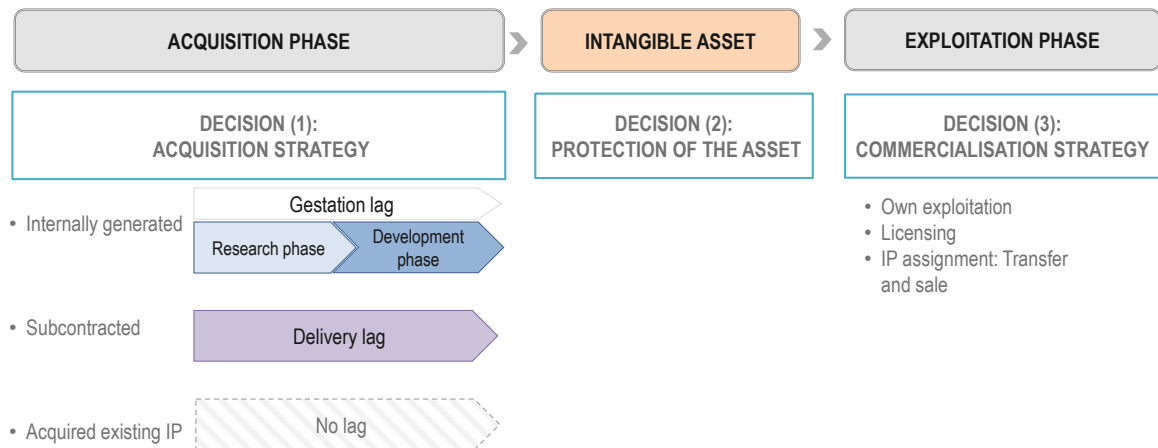 ACQUISITION PHASE
INTANGIBLE ASSET
EXPLOITATION PHASE
DECISION (1):
ACQUISITION STRATEGY
DECISION (2):
PROTECTION OF THE ASSET
DECISION (3):
COMMERCIALISATION STRATEGY
• Internally generated
Gestation lag
Research phase
Development
phase
• Subcontracted
Delivery lag
• Acquired existing IP
No lag
• Own exploitation
• Licensing
• IP assignment: Transfer
and sale